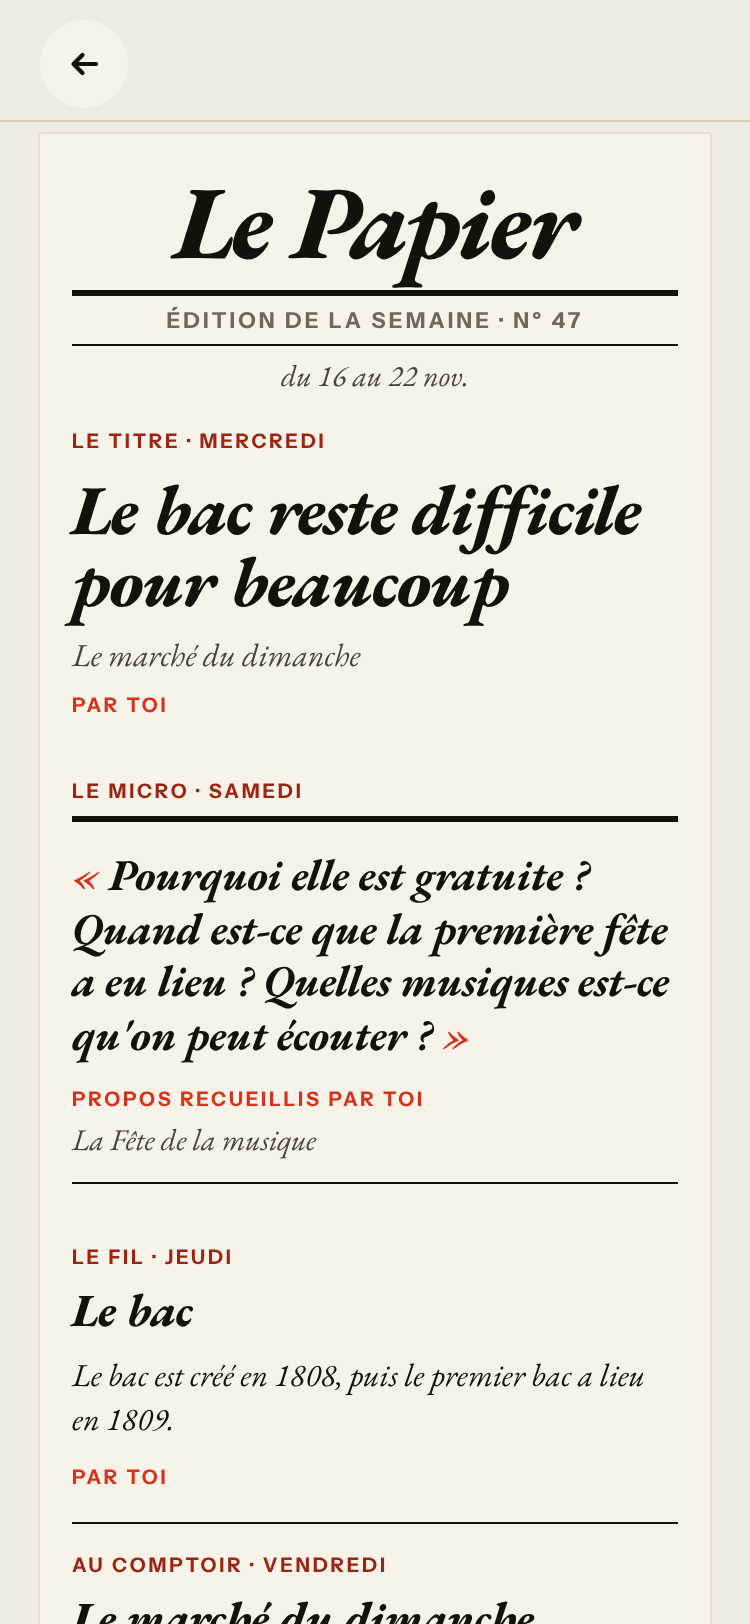 Le Papier
ÉDITION DE LA SEMAINE · N° 47
du 16 au 22 nov.
LE TITRE · MERCREDI
Le bac reste difficile
pour beaucoup
Le marché du dimanche
PAR TOI
LE MICRO · SAMEDI
« Pourquoi elle est gratuite ?
Quand est-ce que la première fête
a eu lieu ? Quelles musiques est-ce
qu'on peut écouter ? »
PROPOS RECUEILLIS PAR TOI
La Fête de la musique
LE FIL · JEUDI
Le bac
Le bac est créé en 1808, puis le premier bac a lieu
en 1809.
PAR TOI
AU COMPTOIR · VENDREDI
Le marché du dimanche